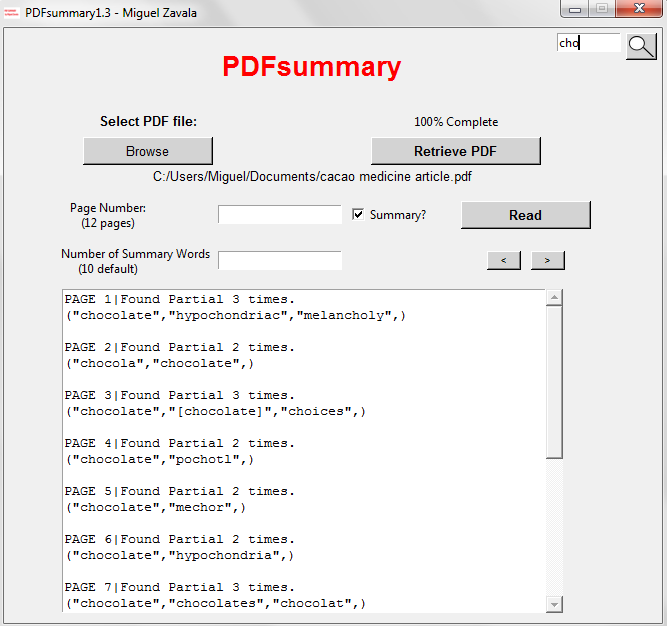 PDFsummary1.3 - Miguel Zavala
cho
PDFsummary
Select PDF file:
100% Complete
Browse
Retrieve PDF
C:/Users/Miguel/Documents/cacao medicine article.pdf
Page Number:
(12 pages)
Summary?
Read
Number of Summary Words
(10 default)
<
>
PAGE 1|Found Partial 3 times.
("chocolate","hypochondriac","melancholy",)
PAGE 2|Found Partial 2 times.
("chocola","chocolate",)
PAGE 3|Found Partial 3 times.
("chocolate","[chocolate]","choices",)
PAGE 4|Found Partial 2 times.
("chocolate","pochotl",)
PAGE 5|Found Partial 2 times.
("chocolate","mechor",)
PAGE 6|Found Partial 2 times.
("chocolate","hypochondria",)
PAGE 7|Found Partial 3 times.
("chocolate","chocolates","chocolat",)